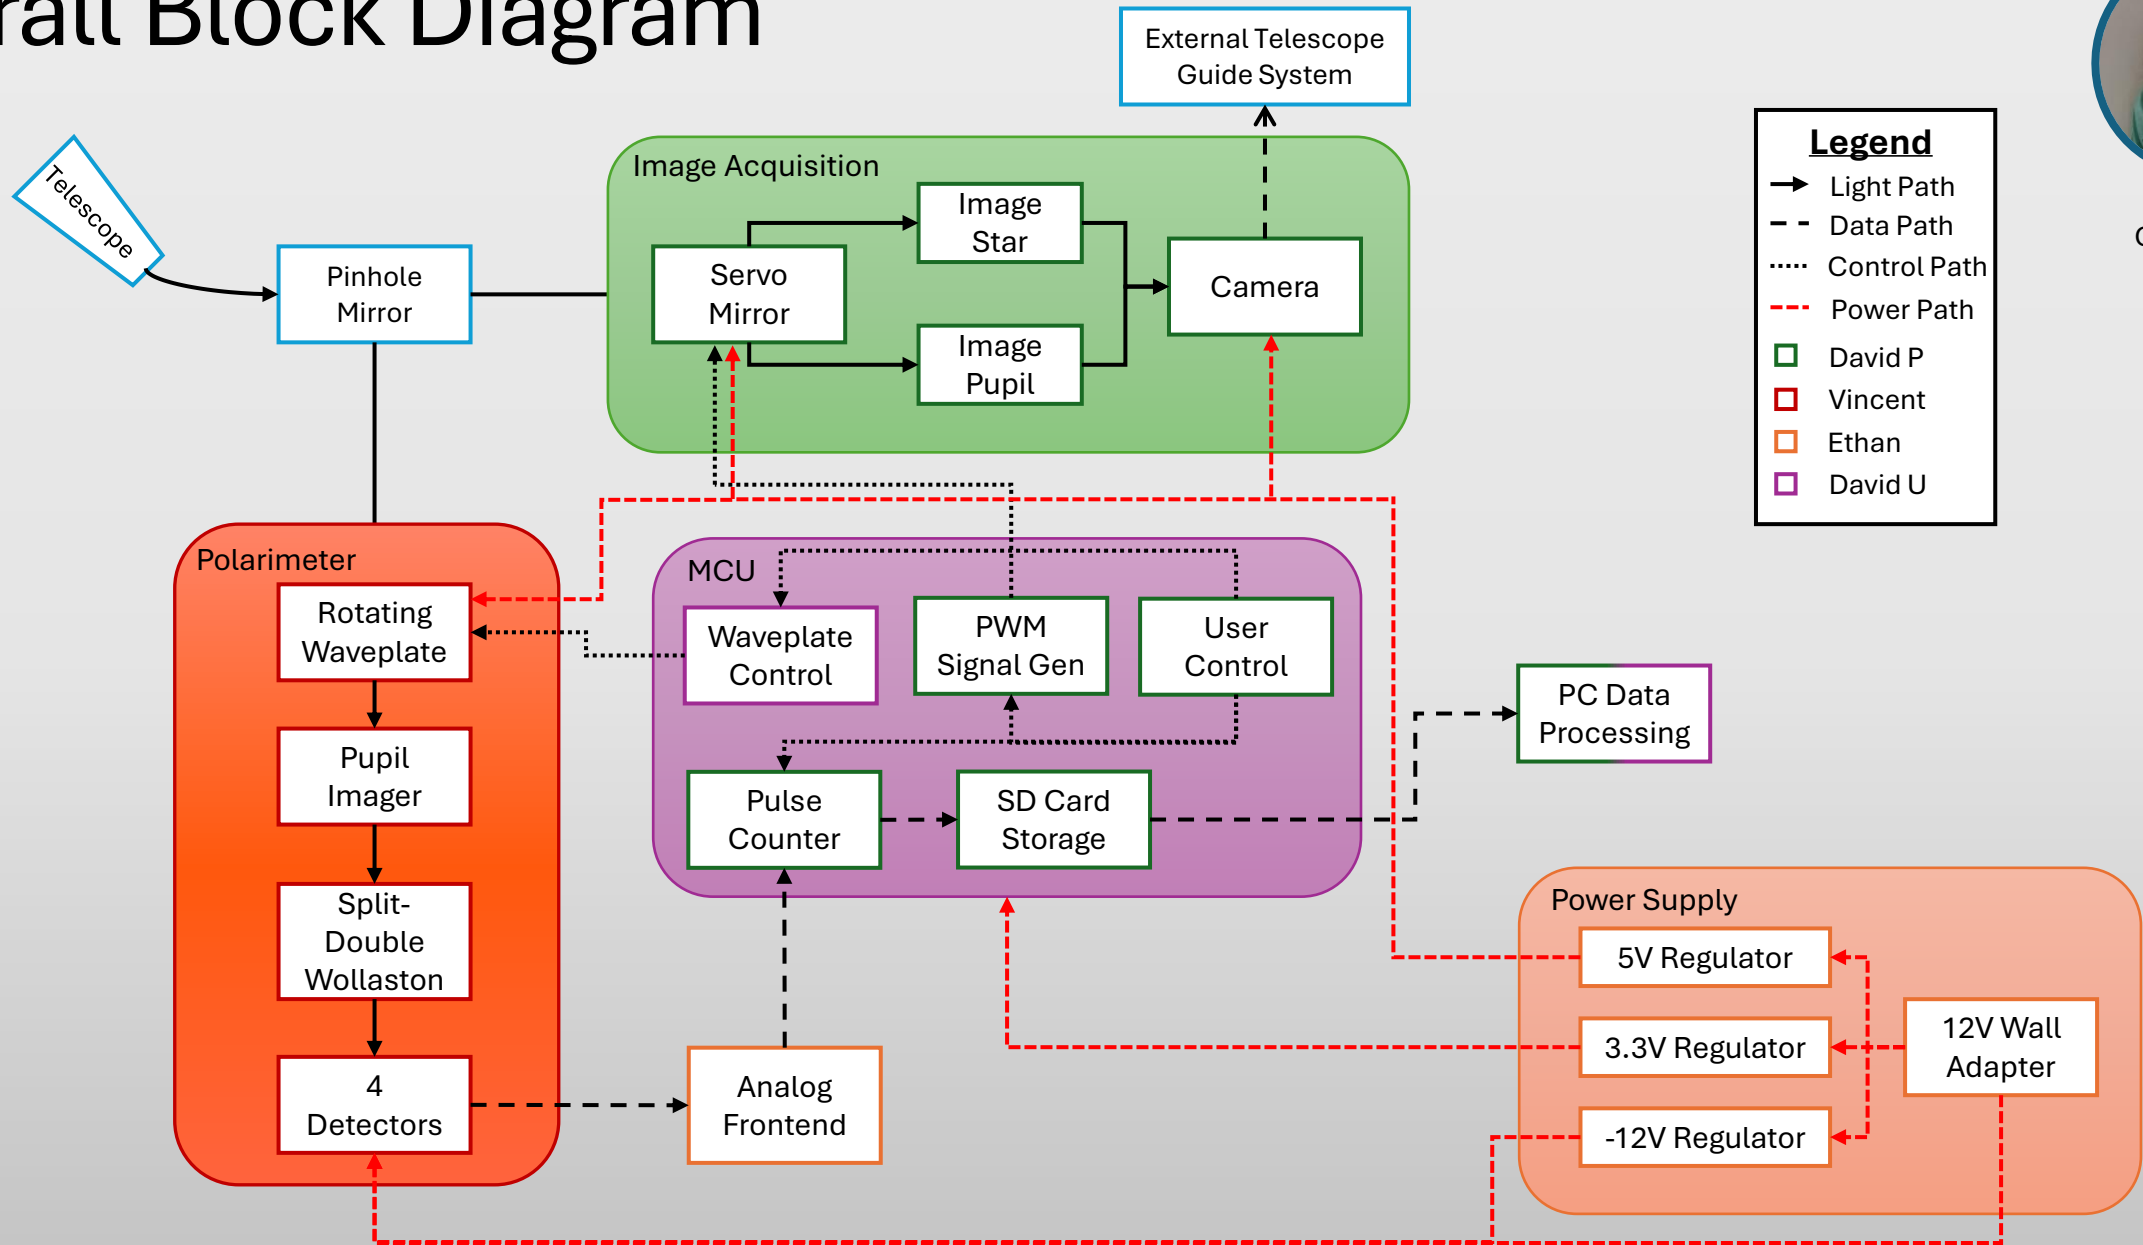 Block Diagram
External Telescope
Guide System
Telescope
Pinhole
Mirror
Image Acquisition
Servo
Mirror
Image
Star
Image
Pupil
Camera
Legend
Light Path
Data Path
Control Path
Power Path
David P
Vincent
Ethan
David U
Polarimeter
Rotating
Waveplate
Pupil
Imager
Split-
Double
Wollaston
4
Detectors
MCU
Waveplate
Control
PWM
Signal Gen
User
Control
Pulse
Counter
SD Card
Storage
Analog
Frontend
PC Data
Processing
Power Supply
5V Regulator
3.3V Regulator
-12V Regulator
12V Wall
Adapter